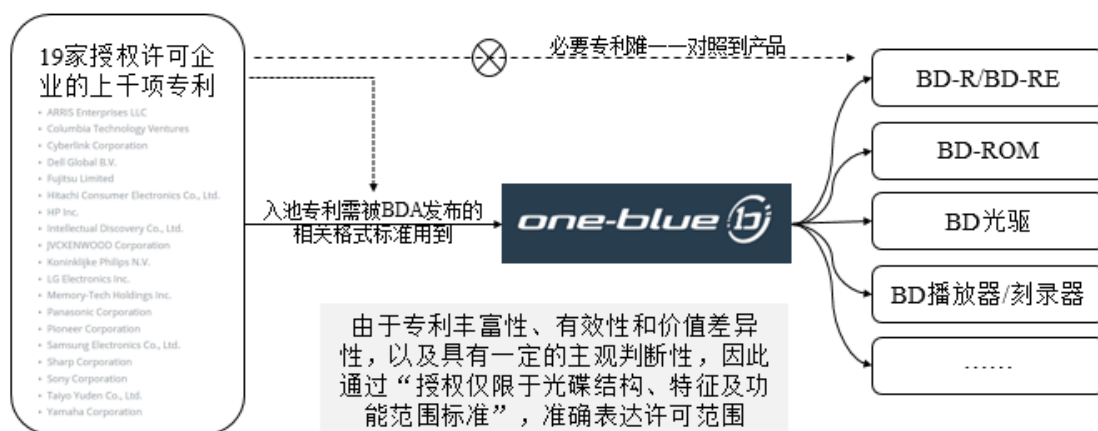 19家授权许可企
业的上千项专利
• ARRIS Enterprises LLC
• Columbia Technology Ventures
• Cyberlink Corporation
• Dell Global B.V.
• Fujitsu Limited
• Hitachi Consumer Electronics Co., Ltd.
• HP Inc.
• Intellectual Discovery Co., Ltd.
• JVCKENWOOD Corporation
• Koninklijke Philips N.V.
• LG Electronics Inc.
• Memory-Tech Holdings Inc.
• Panasonic Corporation
• Pioneer Corporation
• Samsung Electronics Co., Ltd.
• Sharp Corporation
• Sony Corporation
• Taiyo Yuden Co., Ltd.
• Yamaha Corporation
必要专利难一一对照到产品
入池专利需被BDA发布的
相关格式标准用到
one-blue
由于专利丰富性、有效性和价值差异
性，以及具有一定的主观判断性，因此
通过“授权仅限于光碟结构、特征及功
能范围标准”，准确表达许可范围
BD-R/BD-RE
BD-ROM
BD光驱
BD播放器/刻录器
……